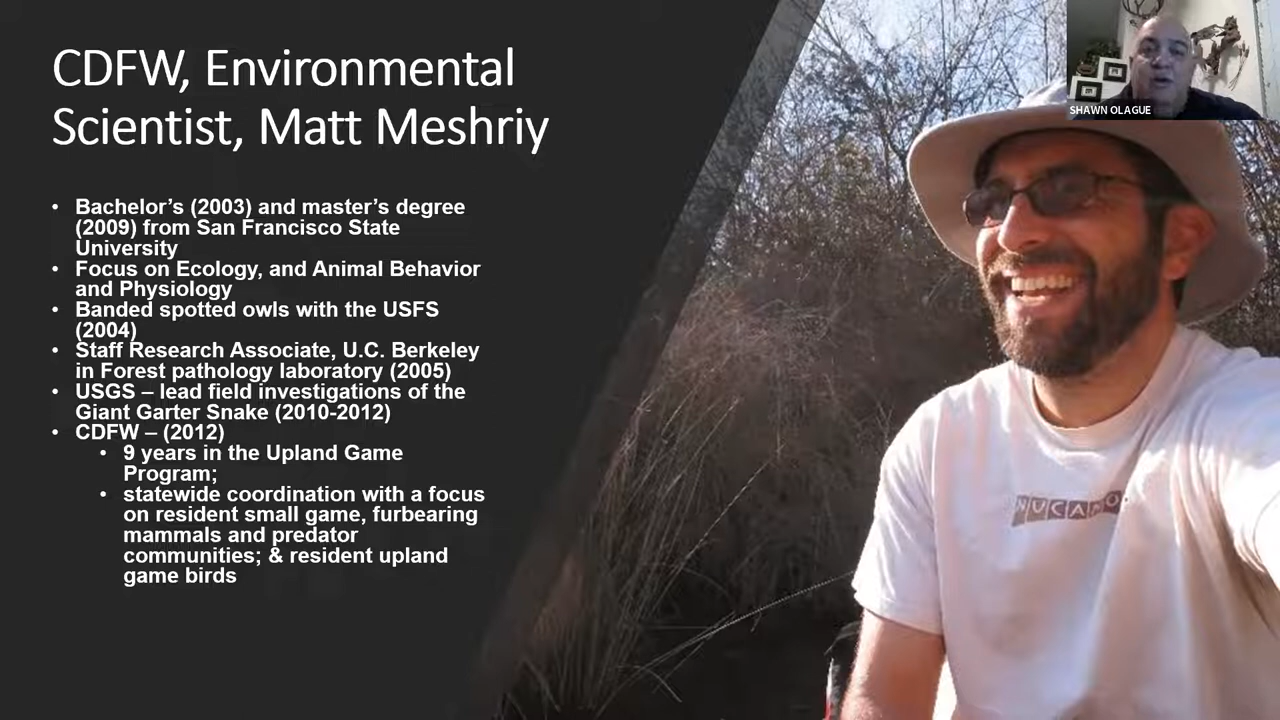 CDFW, Environmental
Scientist, Matt Meshriy
• Bachelor's (2003) and master's degree
(2009) from San Francisco State
University
• Focus on Ecology, and Animal Behavior
and Physiology
• Banded spotted owls with the USFS
(2004)
• Staff Research Associate, U.C. Berkeley
in Forest pathology laboratory (2005)
• USGS – lead field investigations of the
Giant Garter Snake (2010-2012)
• CDFW – (2012)
• 9 years in the Upland Game
Program;
• statewide coordination with a focus
on resident small game, furbearing
mammals and predator
communities; & resident upland
game birds
SHAWN OLAGUE